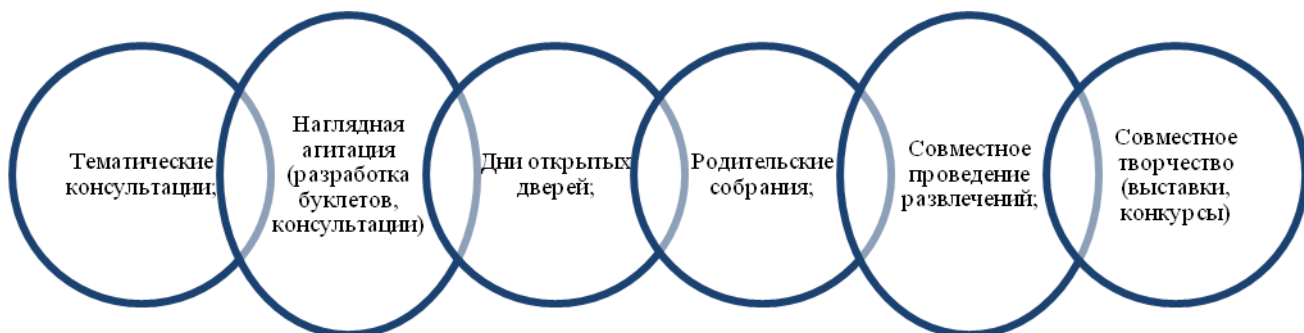 Тематические
консультации;
Наглядная
агитация
(разработка
буклетов,
консультации)
Дни открытых
дверей;
Родительские
собрания;
Совместное
проведение
развлечений;
Совместное
творчество
(выставки,
конкурсы)